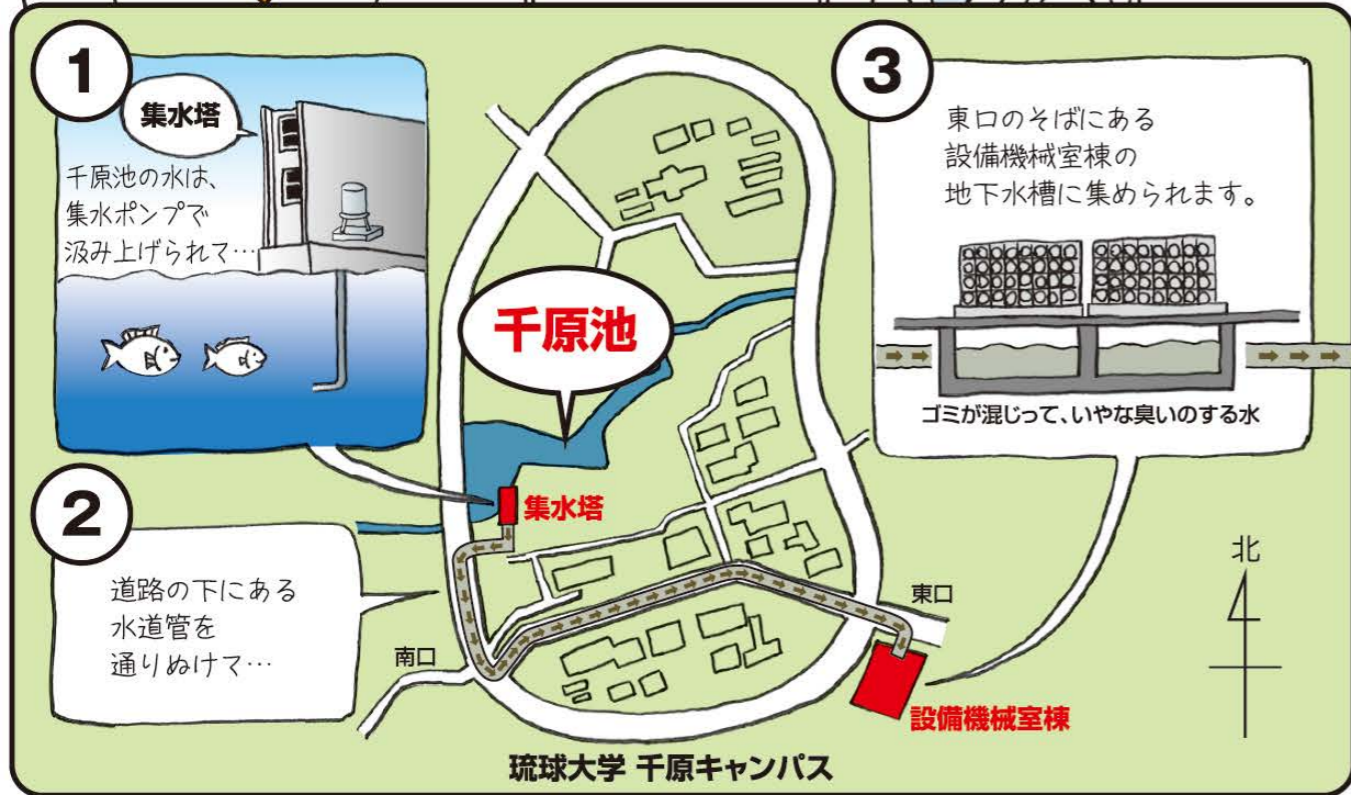 1
集水塔
千原池の水は、
集水ポンプで
汲み上げられて…
2
道路の下にある
水道管を
通りぬけて…
3
東口のそばにある
設備機械室棟の
地下水槽に集められます。
ゴミが混じって、いやな臭いのする水
千原池
集水塔
南口
東口
設備機械室棟
北
琉球大学 千原キャンパス